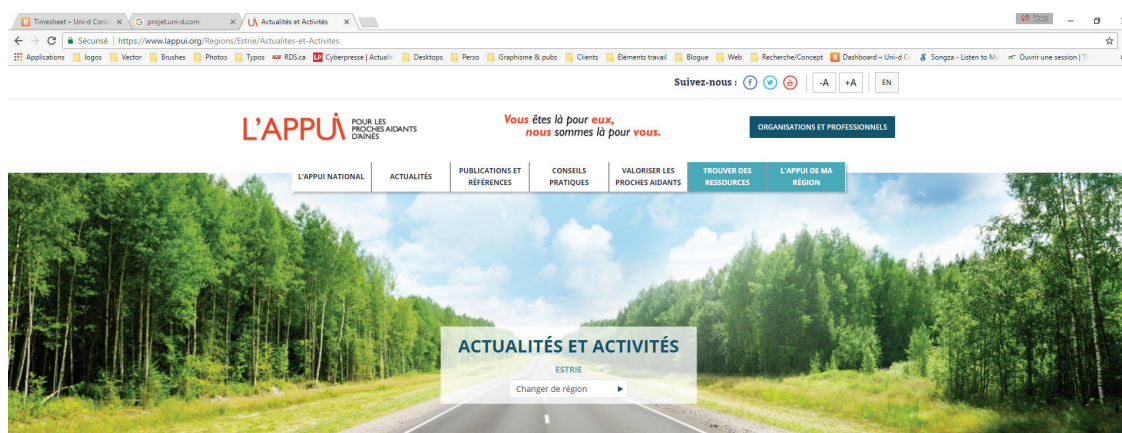 Timesheet – Uni-d Conc
projet.uni-d.com
Actualités et Activités
Vous
Sécurisé | https://www.lappui.org/Regions/Estrie/Actualites-et-Activites
Applications logos Vector Brushes Photos Typos RDS.ca Cyberpresse | Actuali Desktops Perso Graphisme & pubs Clients Éléments travail Blogue Web Recherche/Concept Dashboard – Uni-d Co Songza - Listen to Mu Ouvrir une session | T
Suivez-nous : -A +A EN
L'APPUI POUR LES
PROCHES AIDANTS
D'AÎNÉS
Vous êtes là pour eux,
nous sommes là pour vous.
ORGANISATIONS ET PROFESSIONNELS
L'APPUI NATIONAL
ACTUALITÉS
PUBLICATIONS ET
RÉFÉRENCES
CONSEILS
PRATIQUES
VALORISER LES
PROCHES AIDANTS
TROUVER DES
RESSOURCES
L'APPUI DE MA
RÉGION
ACTUALITÉS ET ACTIVITÉS
ESTRIE
Changer de région